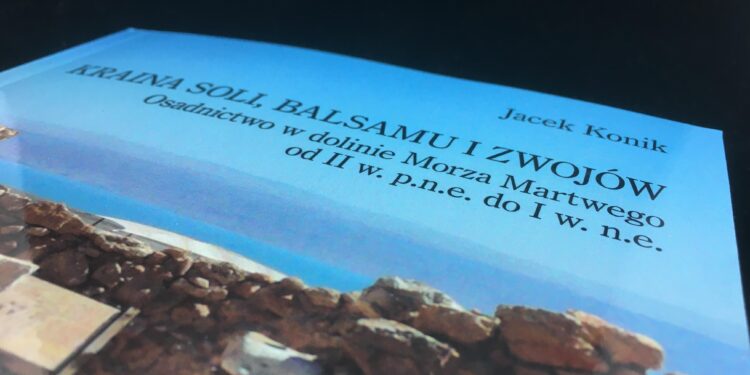 Jacek Konik
KRAINA SOLI, BALSAMU I ZWOJÓW
Osadnictwo w dolinie Morza Martwego
od II w. p.n.e. do I w. n.e.